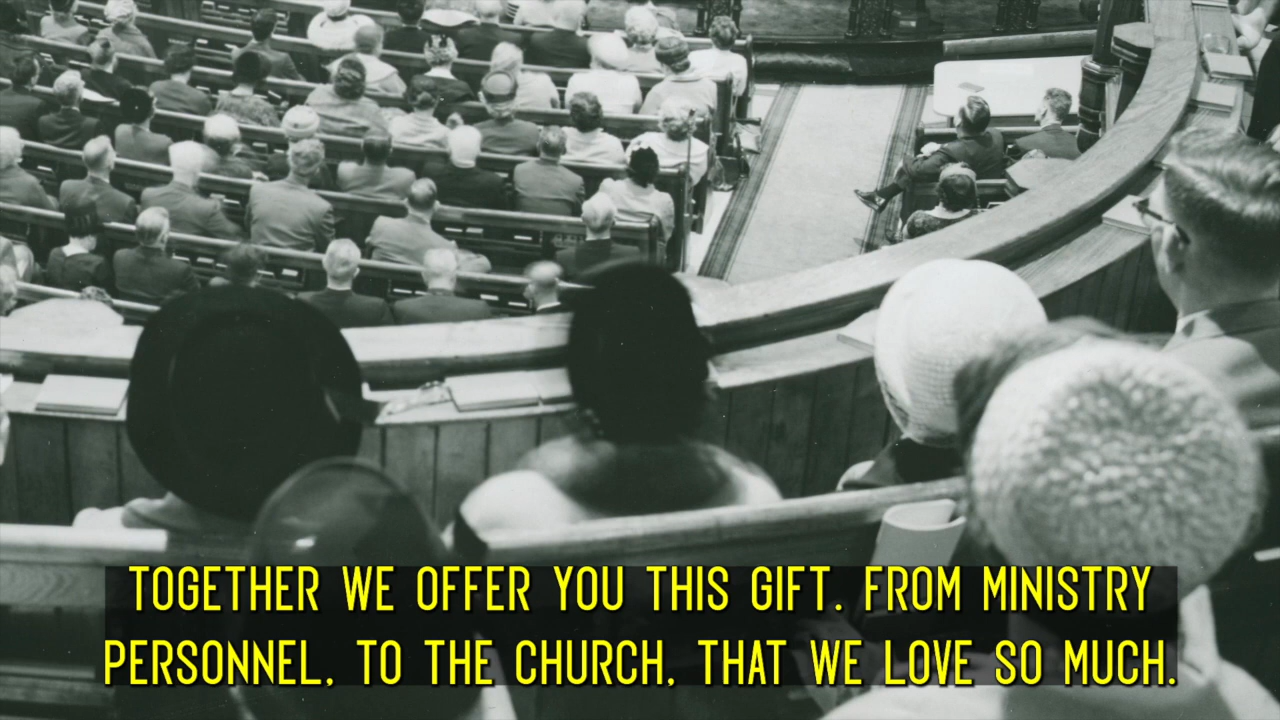 TOGETHER WE OFFER YOU THIS GIFT. FROM MINISTRY
PERSONNEL, TO THE CHURCH, THAT WE LOVE SO MUCH.